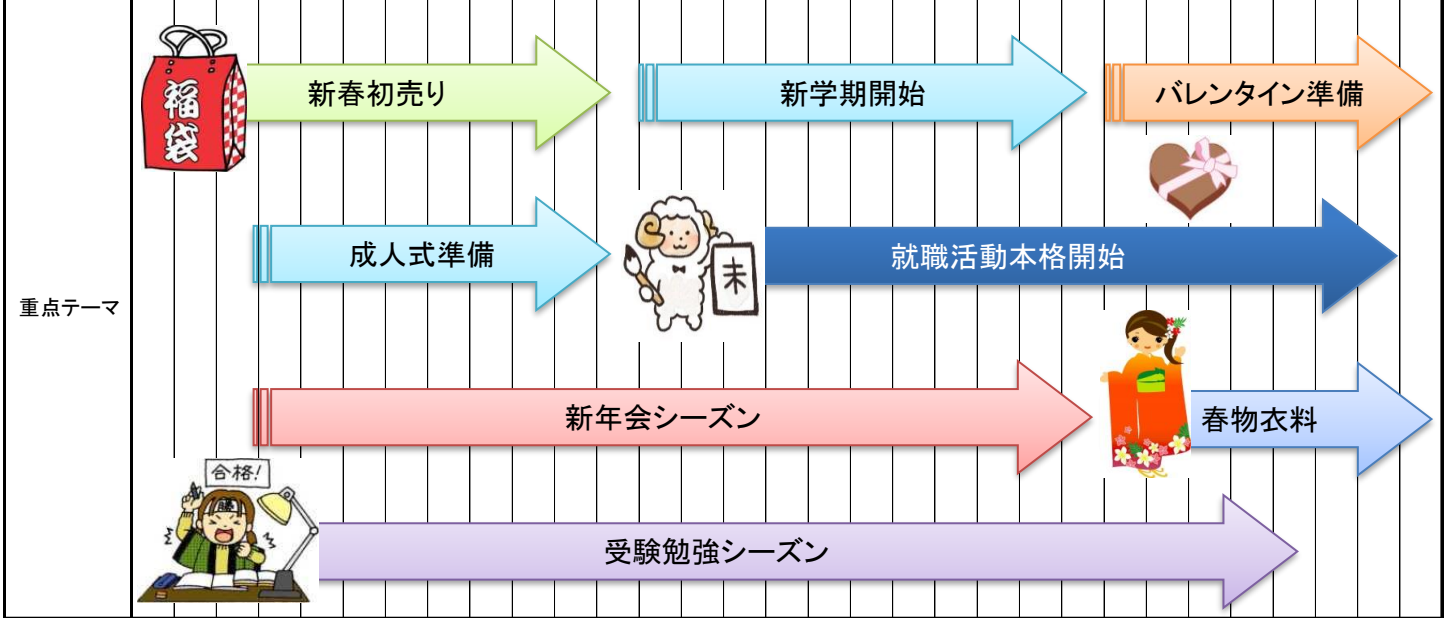 重点テーマ
福袋
新春初売り
新学期開始
バレンタイン準備
成人式準備
未
就職活動本格開始
新年会シーズン
春物衣料
合格!
勝
受験勉強シーズン